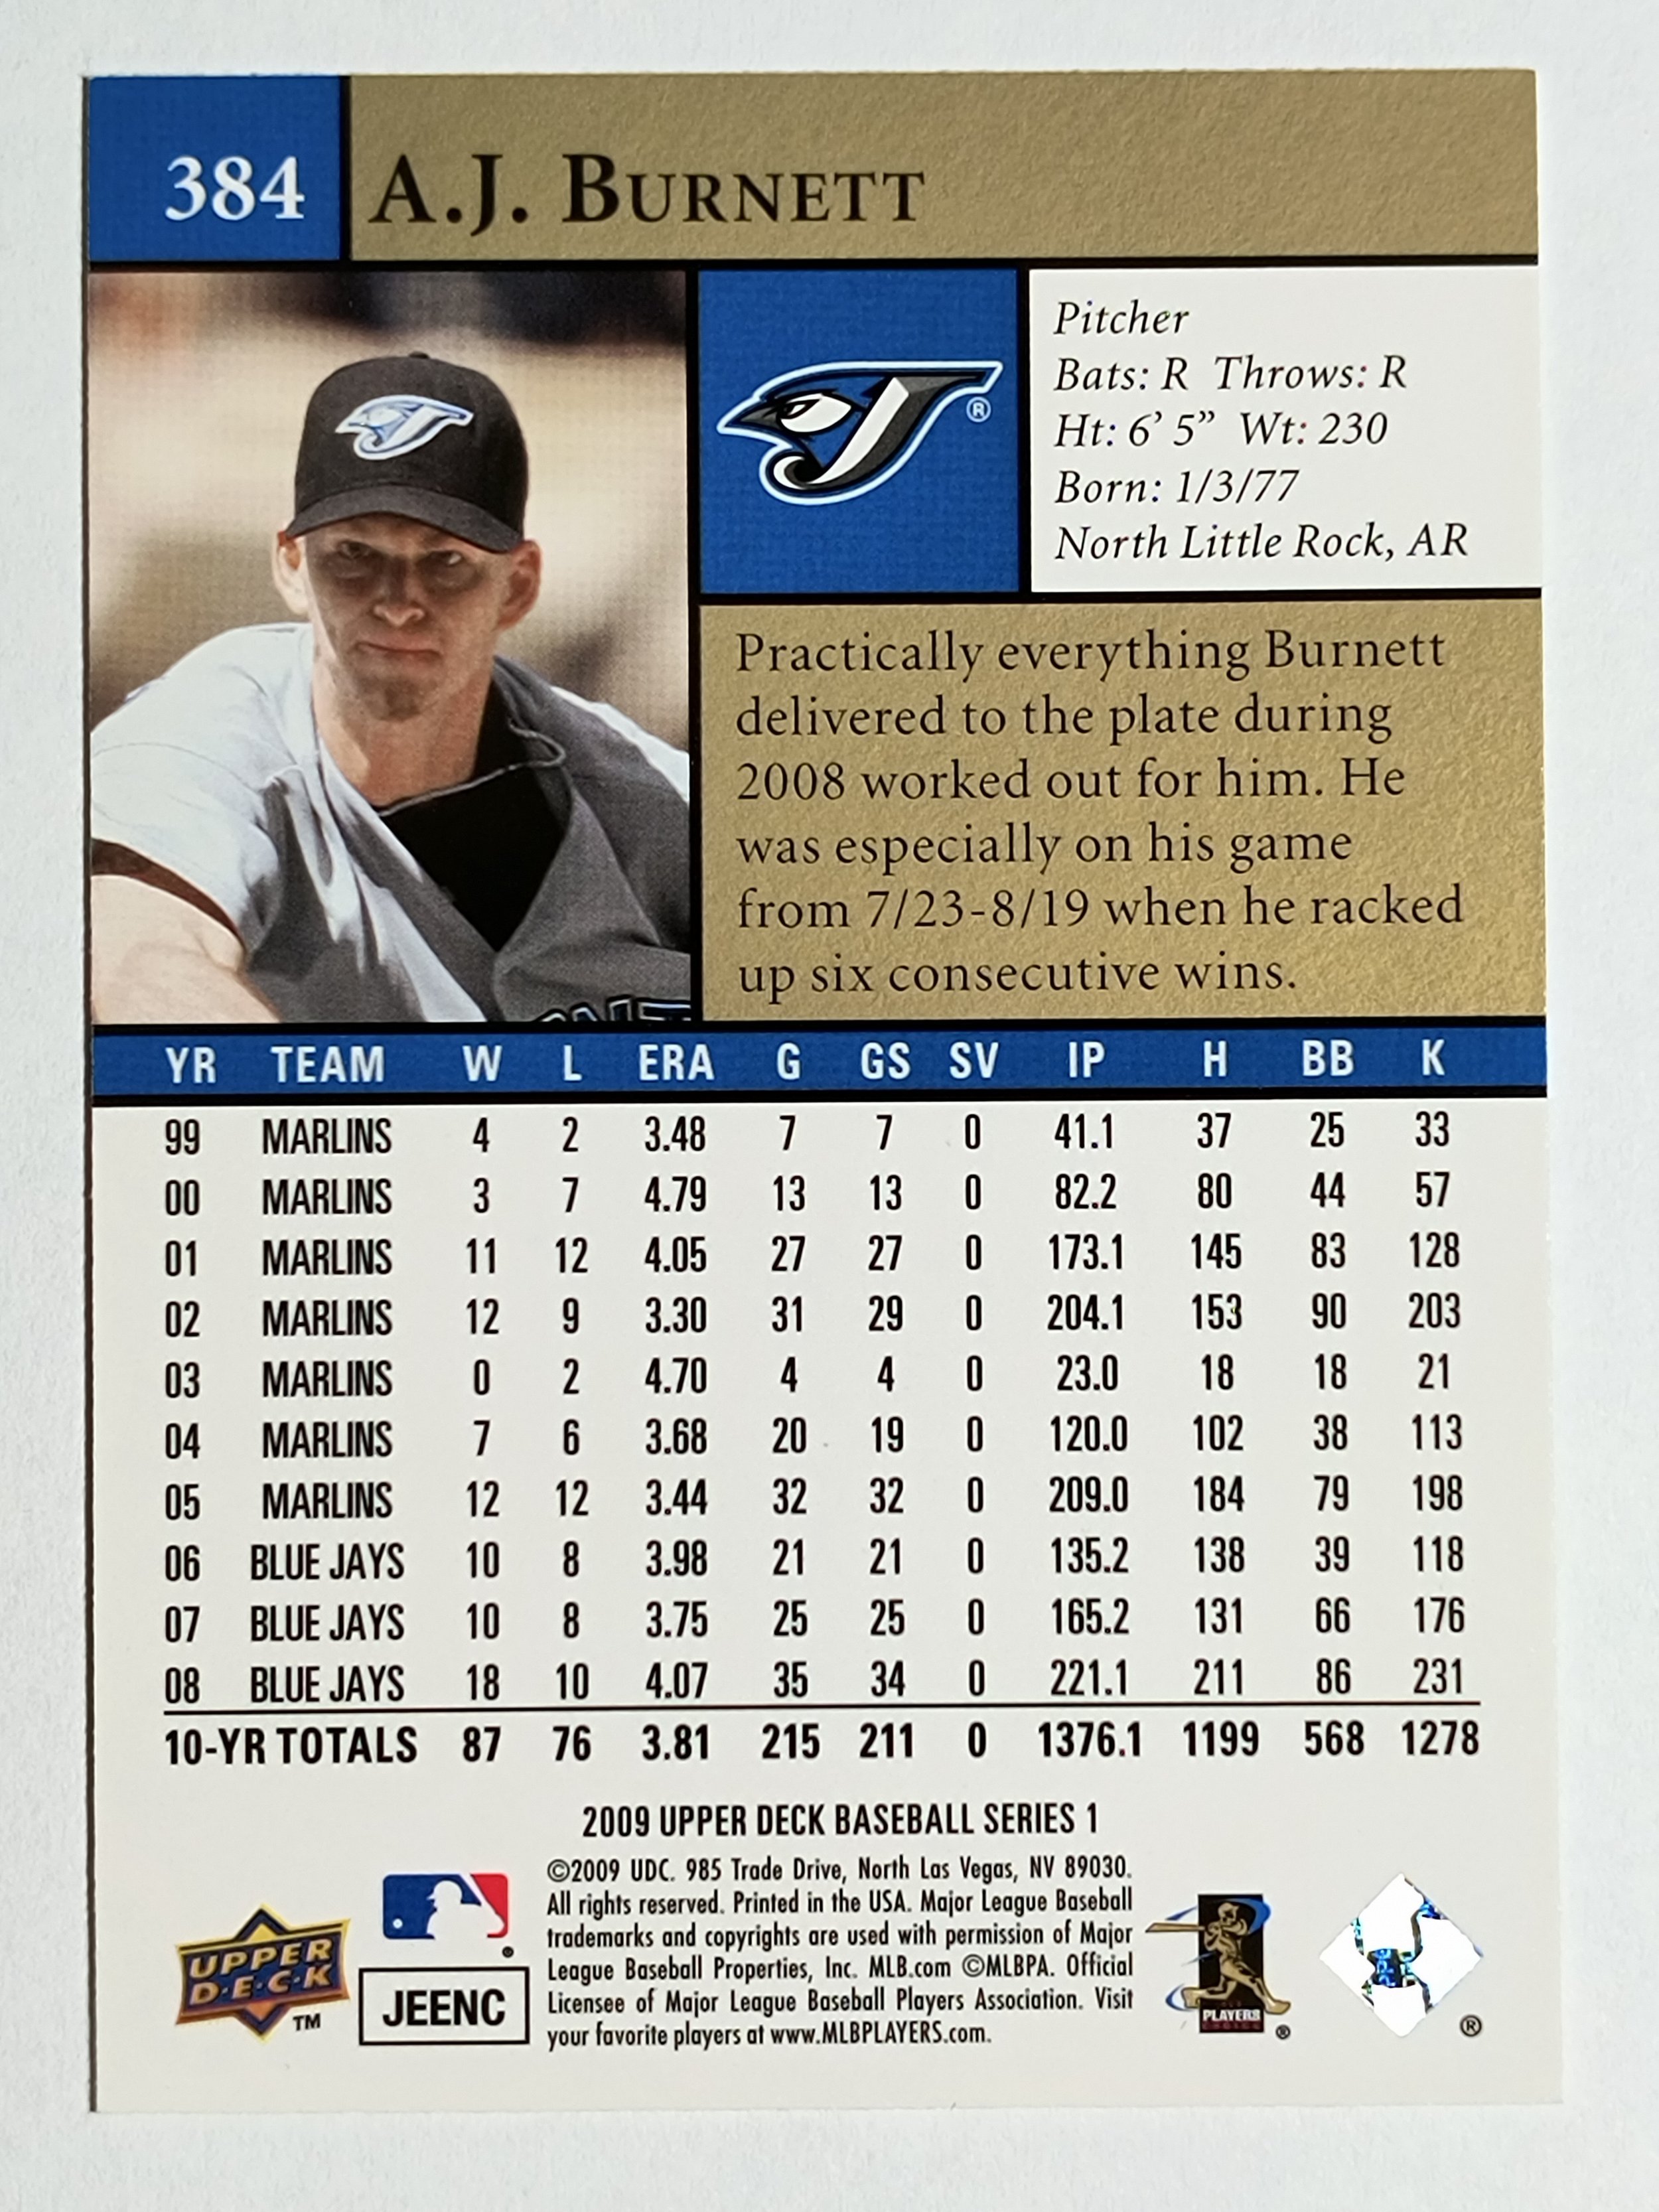 384 A.J. BURNETT
Pitcher
Bats: R Throws: R
Ht: 6' 5" Wt: 230
Born: 1/3/77
North Little Rock, AR
Practically everything Burnett
delivered to the plate during
2008 worked out for him. He
was especially on his game
from 7/23-8/19 when he racked
up six consecutive wins.
YR TEAM W L ERA G GS SV IP H BB K
99 MARLINS 4 2 3.48 7 7 0 41.1 37 25 33
00 MARLINS 3 7 4.79 13 13 0 82.2 80 44 57
01 MARLINS 11 12 4.05 27 27 0 173.1 145 83 128
02 MARLINS 12 9 3.30 31 29 0 204.1 153 90 203
03 MARLINS 0 2 4.70 4 4 0 23.0 18 18 21
04 MARLINS 7 6 3.68 20 19 0 120.0 102 38 113
05 MARLINS 12 12 3.44 32 32 0 209.0 184 79 198
06 BLUE JAYS 10 8 3.98 21 21 0 135.2 138 39 118
07 BLUE JAYS 10 8 3.75 25 25 0 165.2 131 66 176
08 BLUE JAYS 18 10 4.07 35 34 0 221.1 211 86 231
10-YR TOTALS 87 76 3.81 215 211 0 1376.1 1199 568 1278
2009 UPPER DECK BASEBALL SERIES 1
©2009 UDC. 985 Trade Drive, North Las Vegas, NV 89030.
All rights reserved. Printed in the USA. Major League Baseball
trademarks and copyrights are used with permission of Major
League Baseball Properties, Inc. MLB.com ©MLBPA. Official
Licensee of Major League Baseball Players Association. Visit
your favorite players at www.MLBPLAYERS.com.
UPPER
D·E·C·K
™
JEENC
PLAYERS
CHOICE
®